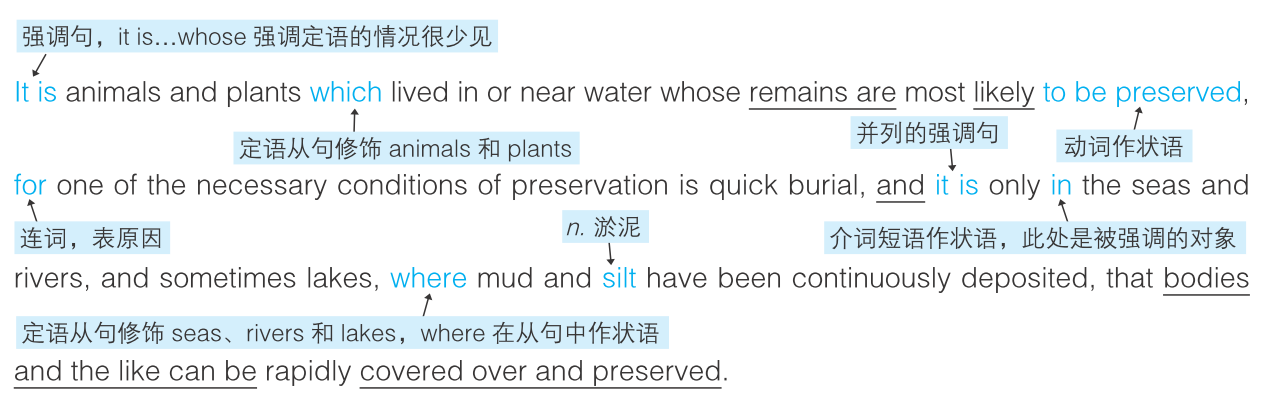 强调句，it is…whose 强调定语的情况很少见
It is animals and plants which lived in or near water whose remains are most likely to be preserved,
定语从句修饰 animals 和 plants
并列的强调句
动词作状语
for one of the necessary conditions of preservation is quick burial, and it is only in the seas and
连词，表原因
n. 淤泥
介词短语作状语，此处是被强调的对象
rivers, and sometimes lakes, where mud and silt have been continuously deposited, that bodies
定语从句修饰 seas、rivers 和 lakes，where 在从句中作状语
and the like can be rapidly covered over and preserved.